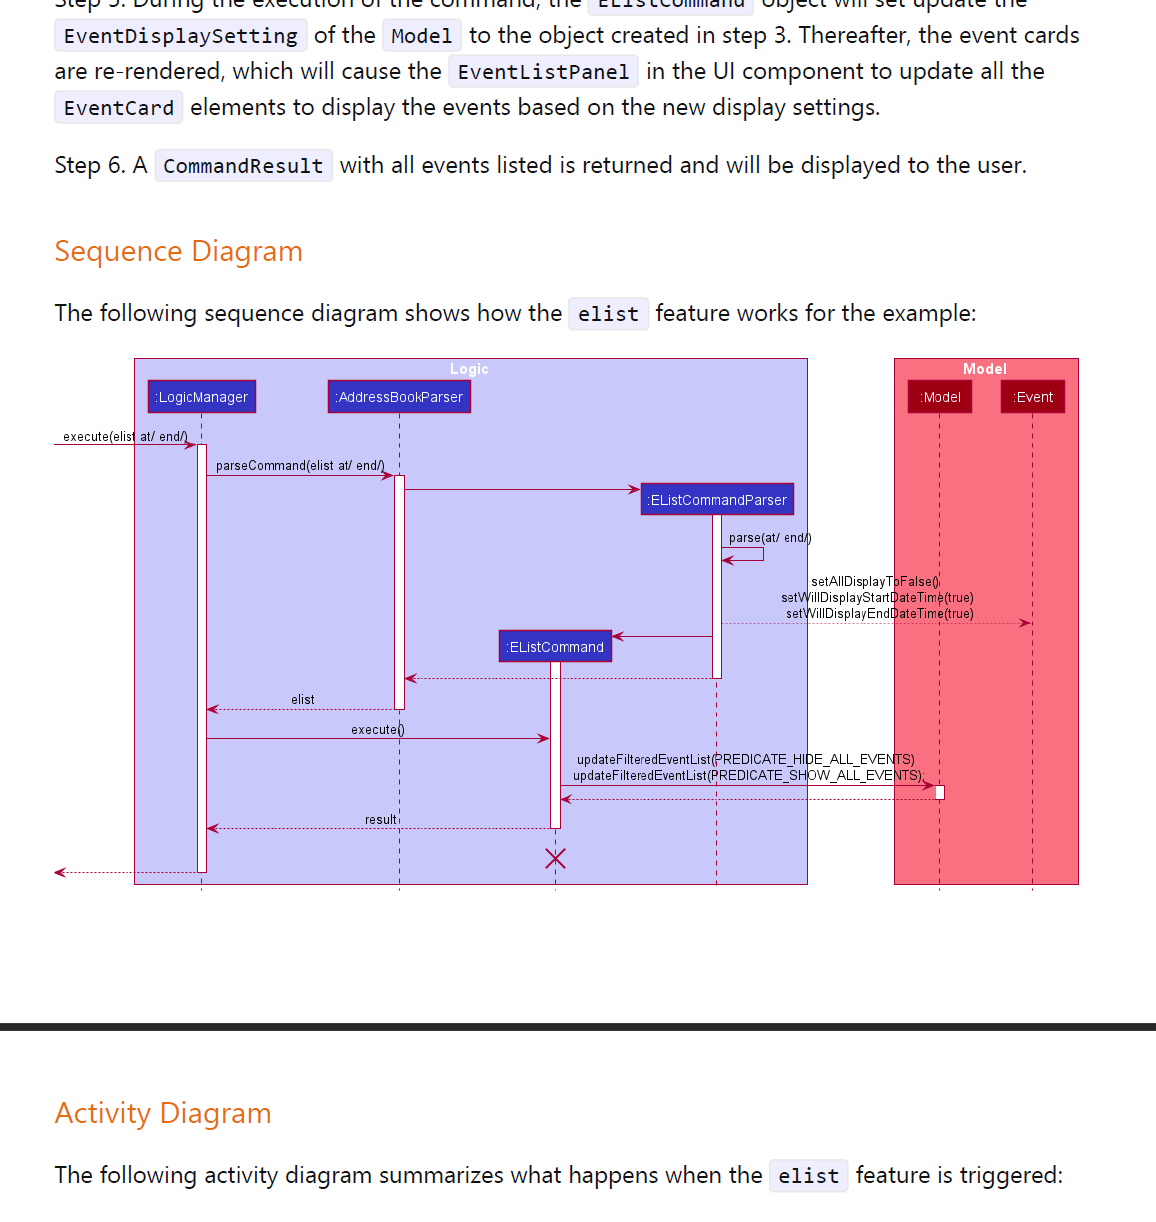 Step 5. During the execution of the command, the EListCommand object will set update the
EventDisplaySetting of the Model to the object created in step 3. Thereafter, the event cards
are re-rendered, which will cause the EventListPanel in the UI component to update all the
EventCard elements to display the events based on the new display settings.
Step 6. A CommandResult with all events listed is returned and will be displayed to the user.
Sequence Diagram
The following sequence diagram shows how the elist feature works for the example:
Logic
Model
:LogicManager
:AddressBookParser
:Model
:Event
execute(elist at/ end/)
parseCommand(elist at/ end/)
:EListCommandParser
parse(at/ end/)
setAllDisplayToFalse()
setWillDisplayStartDateTime(true)
setWillDisplayEndDateTime(true)
:EListCommand
elist
execute()
updateFilteredEventList(PREDICATE_HIDE_ALL_EVENTS)
updateFilteredEventList(PREDICATE_SHOW_ALL_EVENTS);
result
Activity Diagram
The following activity diagram summarizes what happens when the elist feature is triggered: